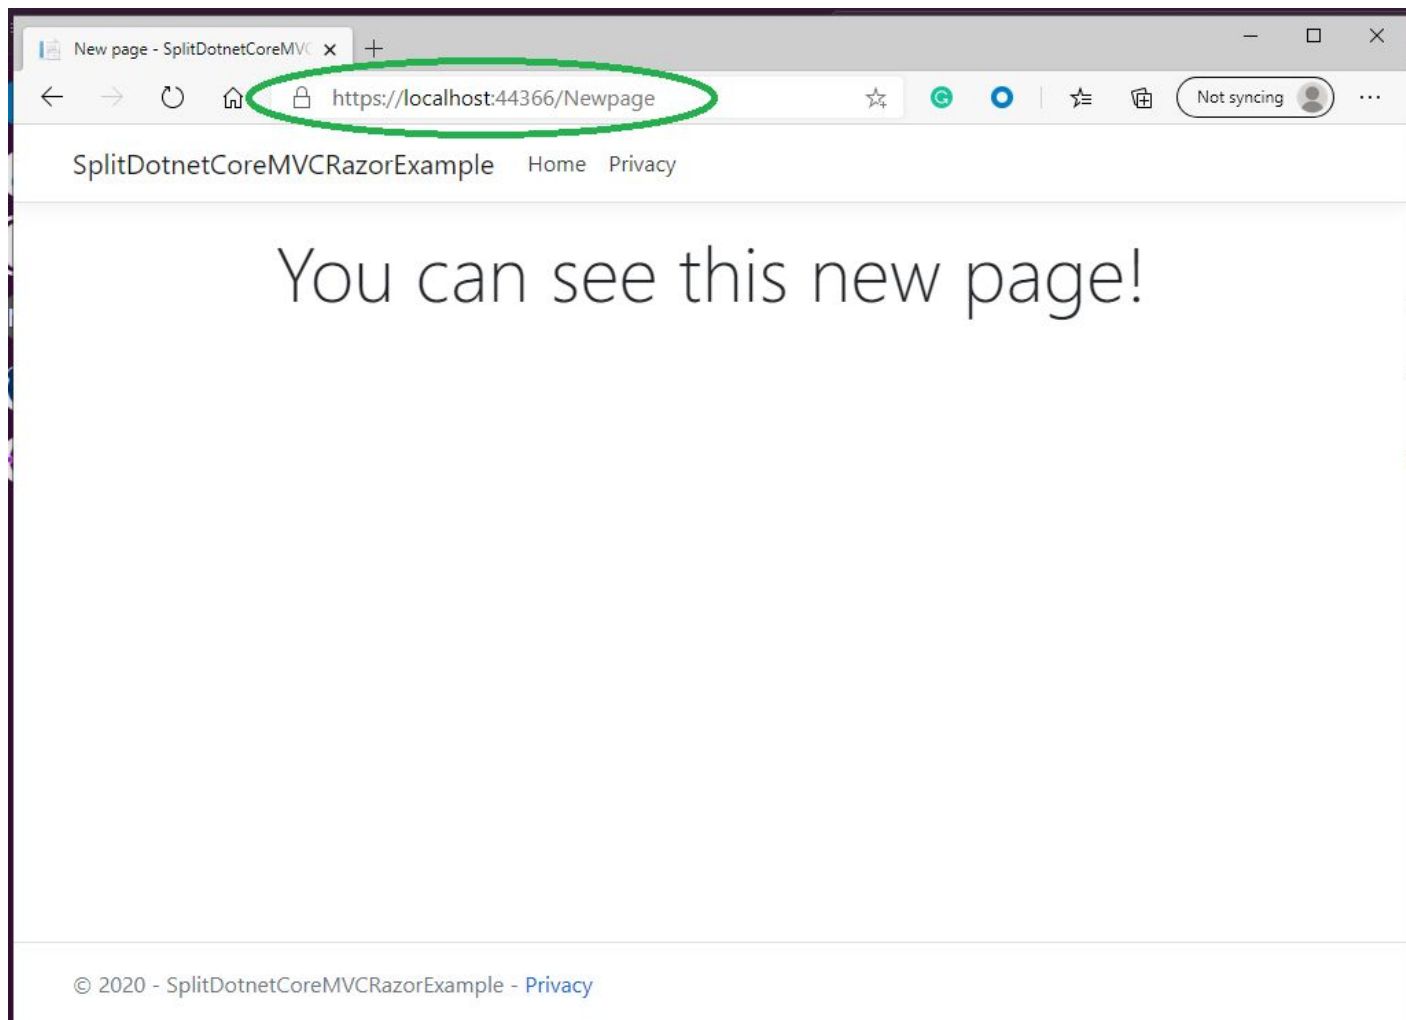 New page - SplitDotnetCoreMVC
https://localhost:44366/Newpage
G
Not syncing
SplitDotnetCoreMVCRazorExample Home Privacy
You can see this new page!
© 2020 - SplitDotnetCoreMVCRazorExample - Privacy